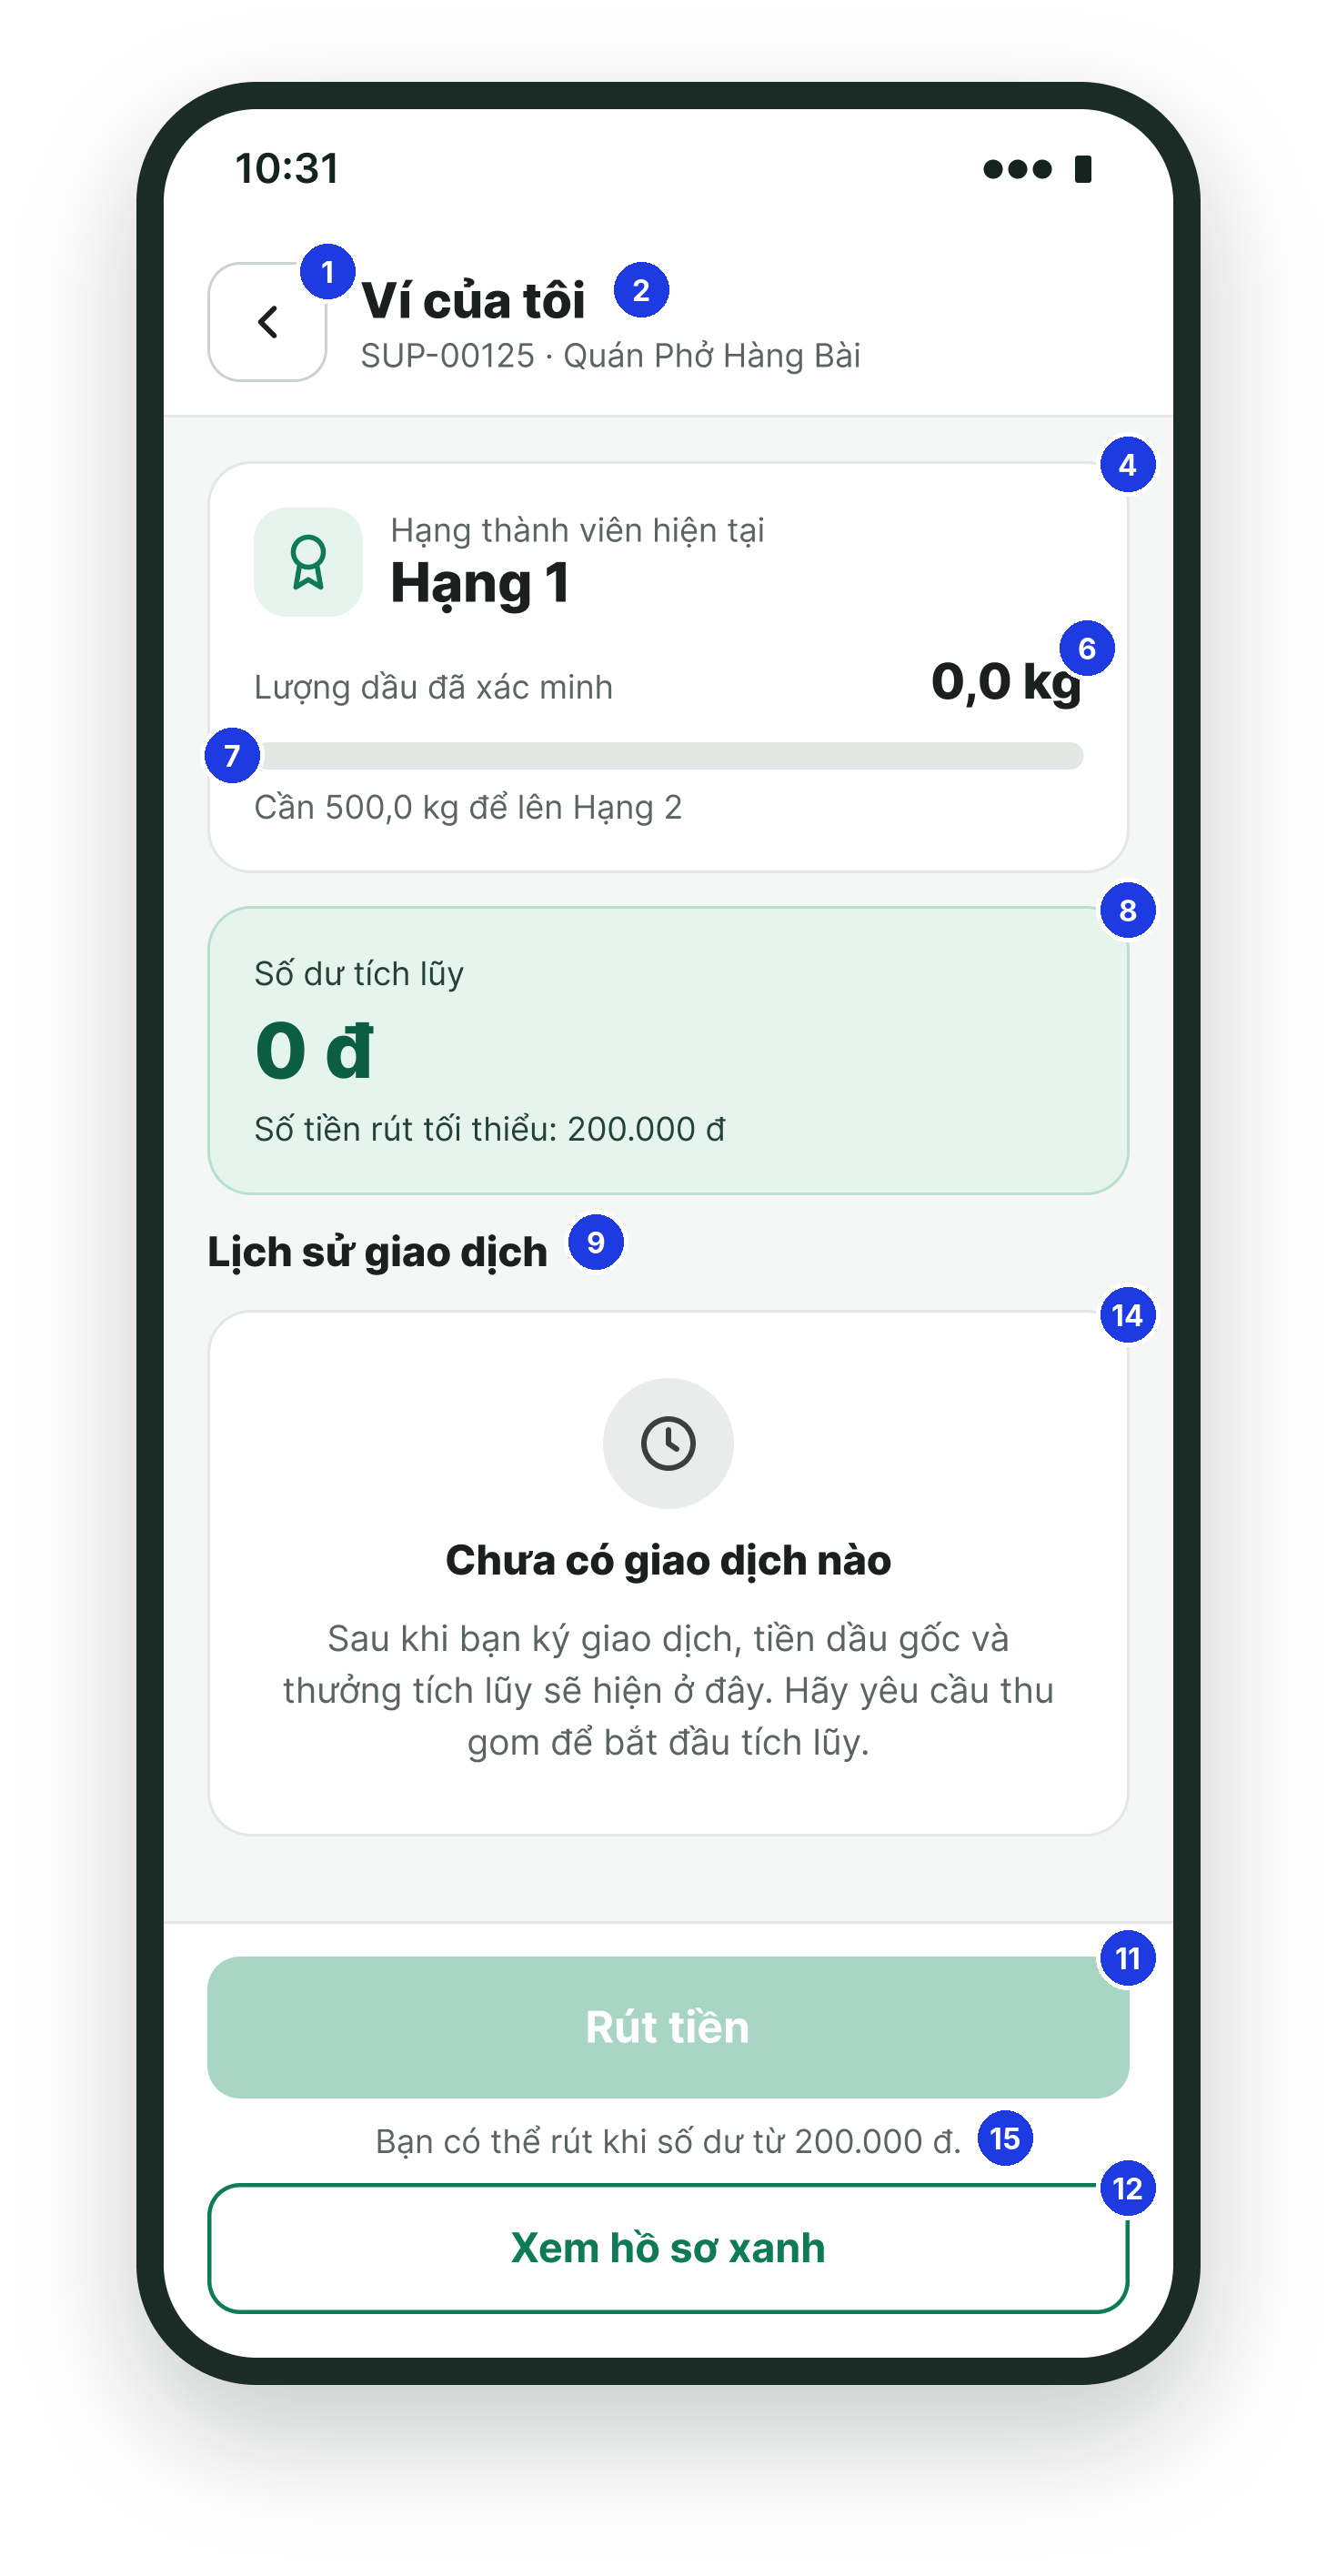 10:31
1
Ví của tôi
2
SUP-00125 · Quán Phở Hàng Bài
4
Hạng thành viên hiện tại
Hạng 1
6
Lượng dầu đã xác minh
0,0 kg
7
Cần 500,0 kg để lên Hạng 2
8
Số dư tích lũy
0 đ
Số tiền rút tối thiểu: 200.000 đ
Lịch sử giao dịch
9
14
Chưa có giao dịch nào
Sau khi bạn ký giao dịch, tiền dầu gốc và
thưởng tích lũy sẽ hiện ở đây. Hãy yêu cầu thu
gom để bắt đầu tích lũy.
11
Rút tiền
Bạn có thể rút khi số dư từ 200.000 đ.
15
12
Xem hồ sơ xanh